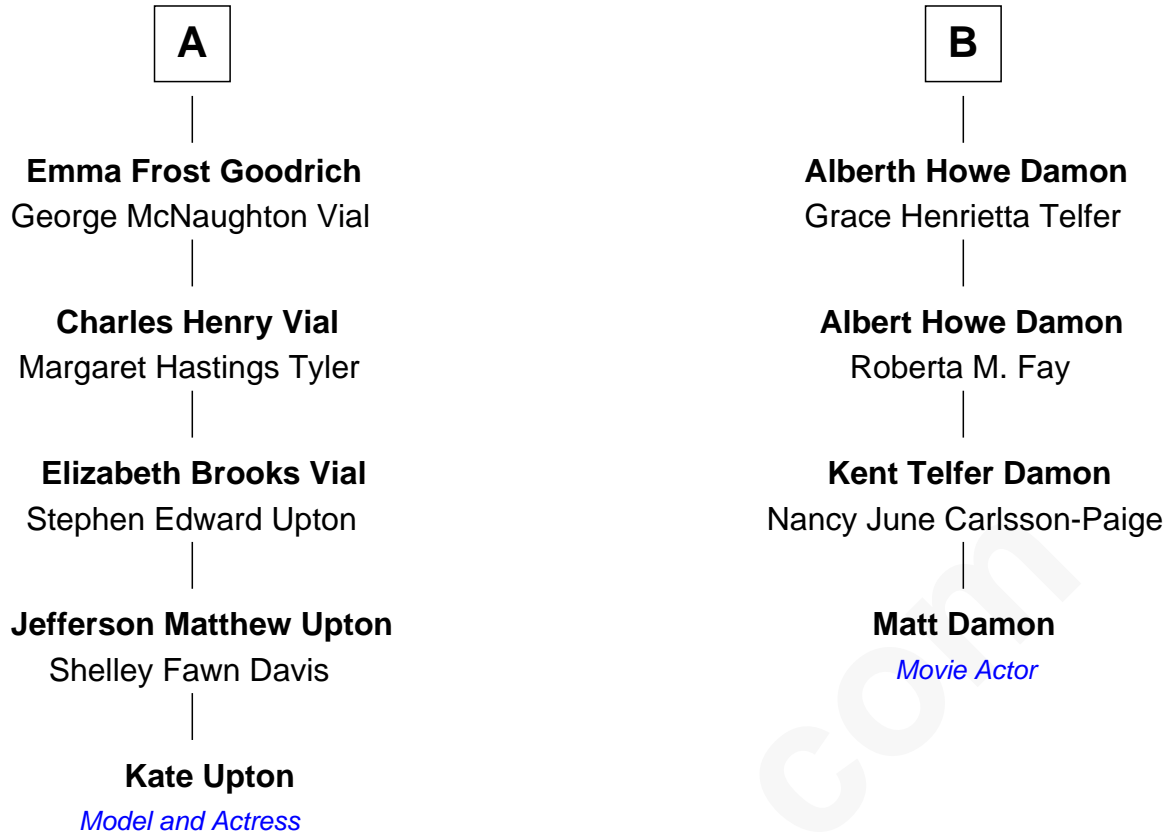 A
Emma Frost Goodrich
George McNaughton Vial
Charles Henry Vial
Margaret Hastings Tyler
Elizabeth Brooks Vial
Stephen Edward Upton
Jefferson Matthew Upton
Shelley Fawn Davis
Kate Upton
Model and Actress
B
Alberth Howe Damon
Grace Henrietta Telfer
Albert Howe Damon
Roberta M. Fay
Kent Telfer Damon
Nancy June Carlsson-Paige
Matt Damon
Movie Actor
com